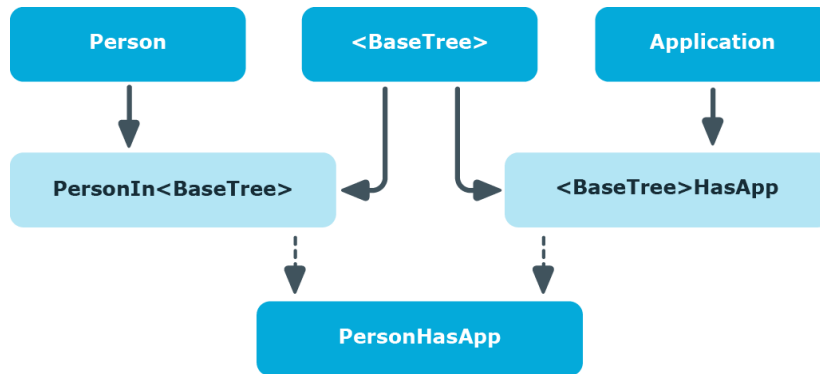 Person
<BaseTree>
Application
PersonIn<BaseTree>
<BaseTree>HasApp
PersonHasApp